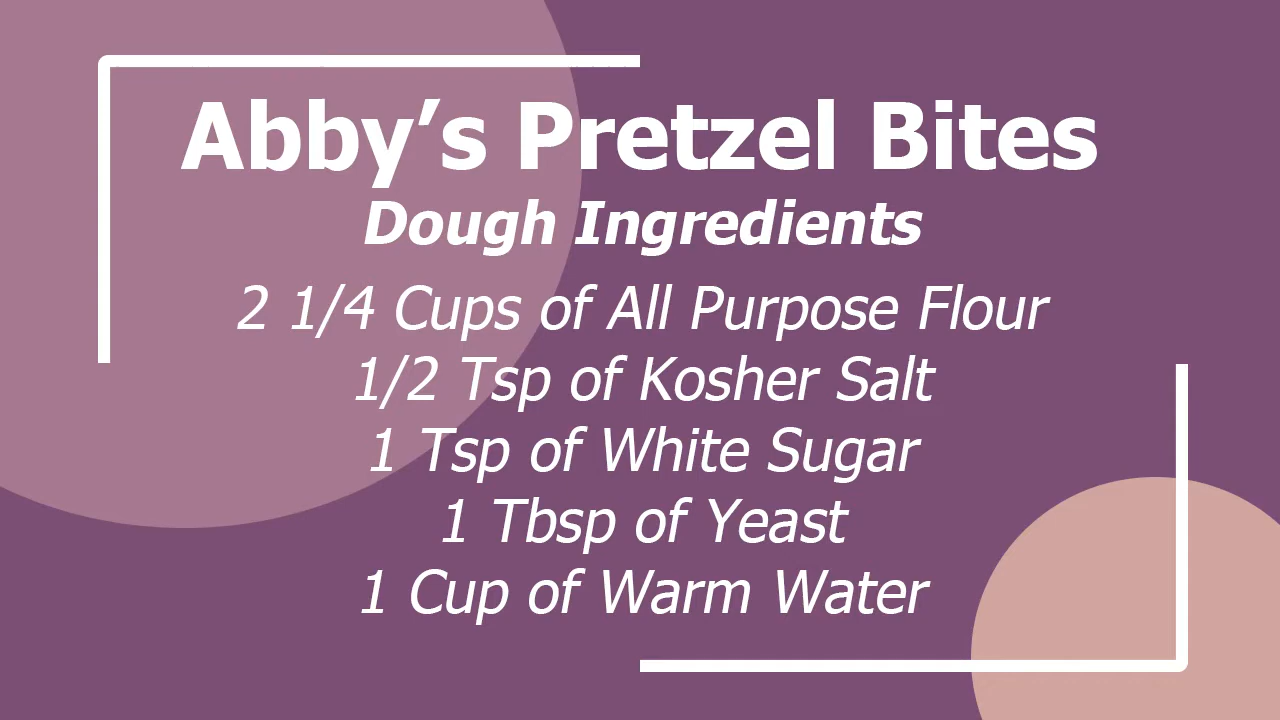 Abby’s Pretzel Bites
Dough Ingredients
2 1/4 Cups of All Purpose Flour
1/2 Tsp of Kosher Salt
1 Tsp of White Sugar
1 Tbsp of Yeast
1 Cup of Warm Water